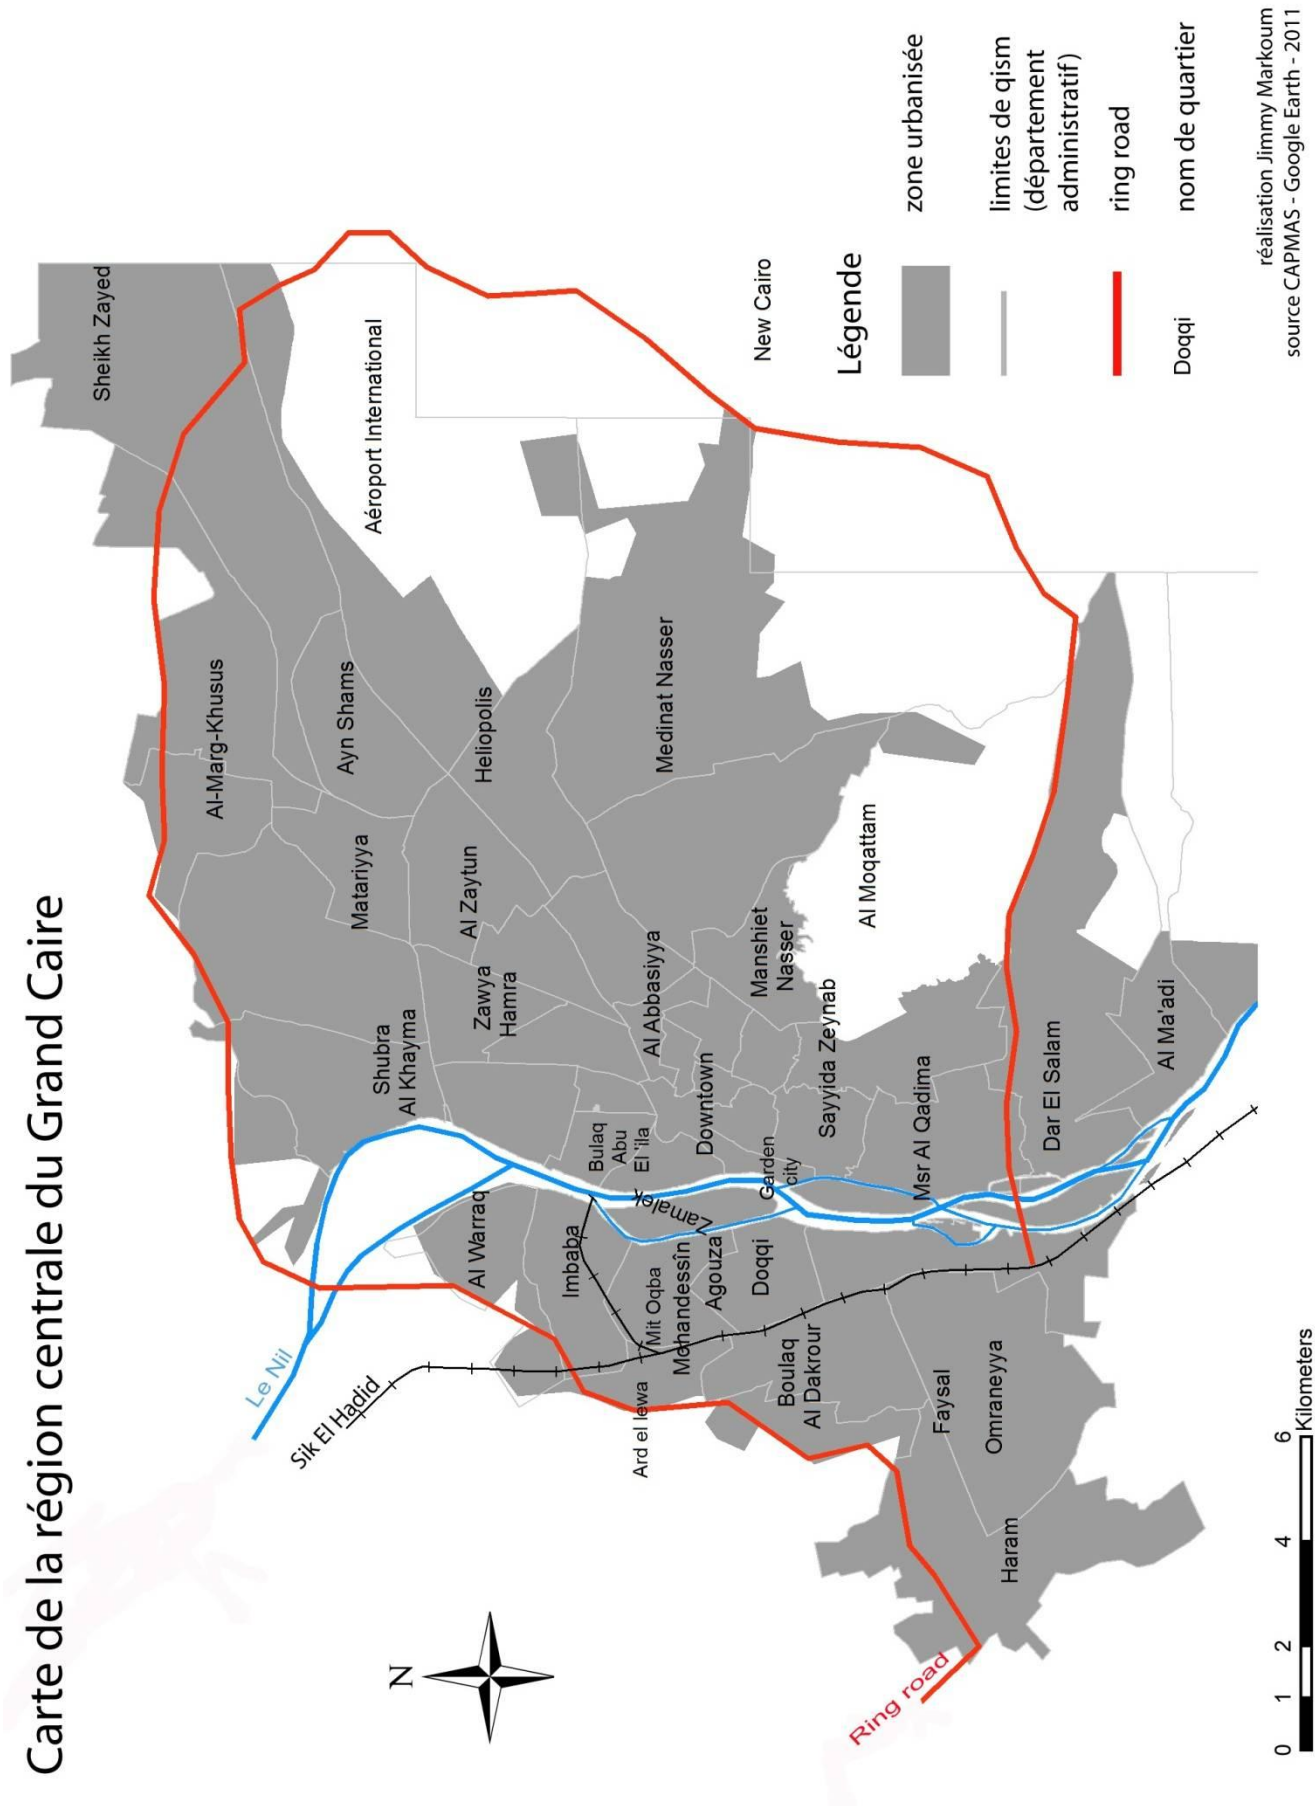 Carte de la région centrale du Grand Caire
Sheikh Zayed
Al-Marg-Khusus
Ayn Shams
Aéroport International
Matariyya
Shubra
Al Khayma
Le Nil
Sik El Hadid
N
Heliopolis
Al Zaytun
Zawya
Hamra
Al Warraq
Imbaba
Bulaq
Abu
El 'ila
Zamalek
Al Abbasiyya
Medinat Nasser
Mit Oqba
Mohandessîn
Agouza
Ard el lewa
Downtown
Doqqi
Garden
city
Manshiet
Nasser
New Cairo
Boulaq
Al Dakrour
Sayyida Zeynab
Al Moqattam
Msr Al Qadima
Faysal
Omraneyya
Haram
Ring road
Dar El Salam
Al Ma'adi
Légende
zone urbanisée
limites de qism
(département
administratif)
ring road
Doqqi
nom de quartier
0 1 2 4 6
Kilometers
réalisation Jimmy Markoum
source CAPMAS - Google Earth - 2011